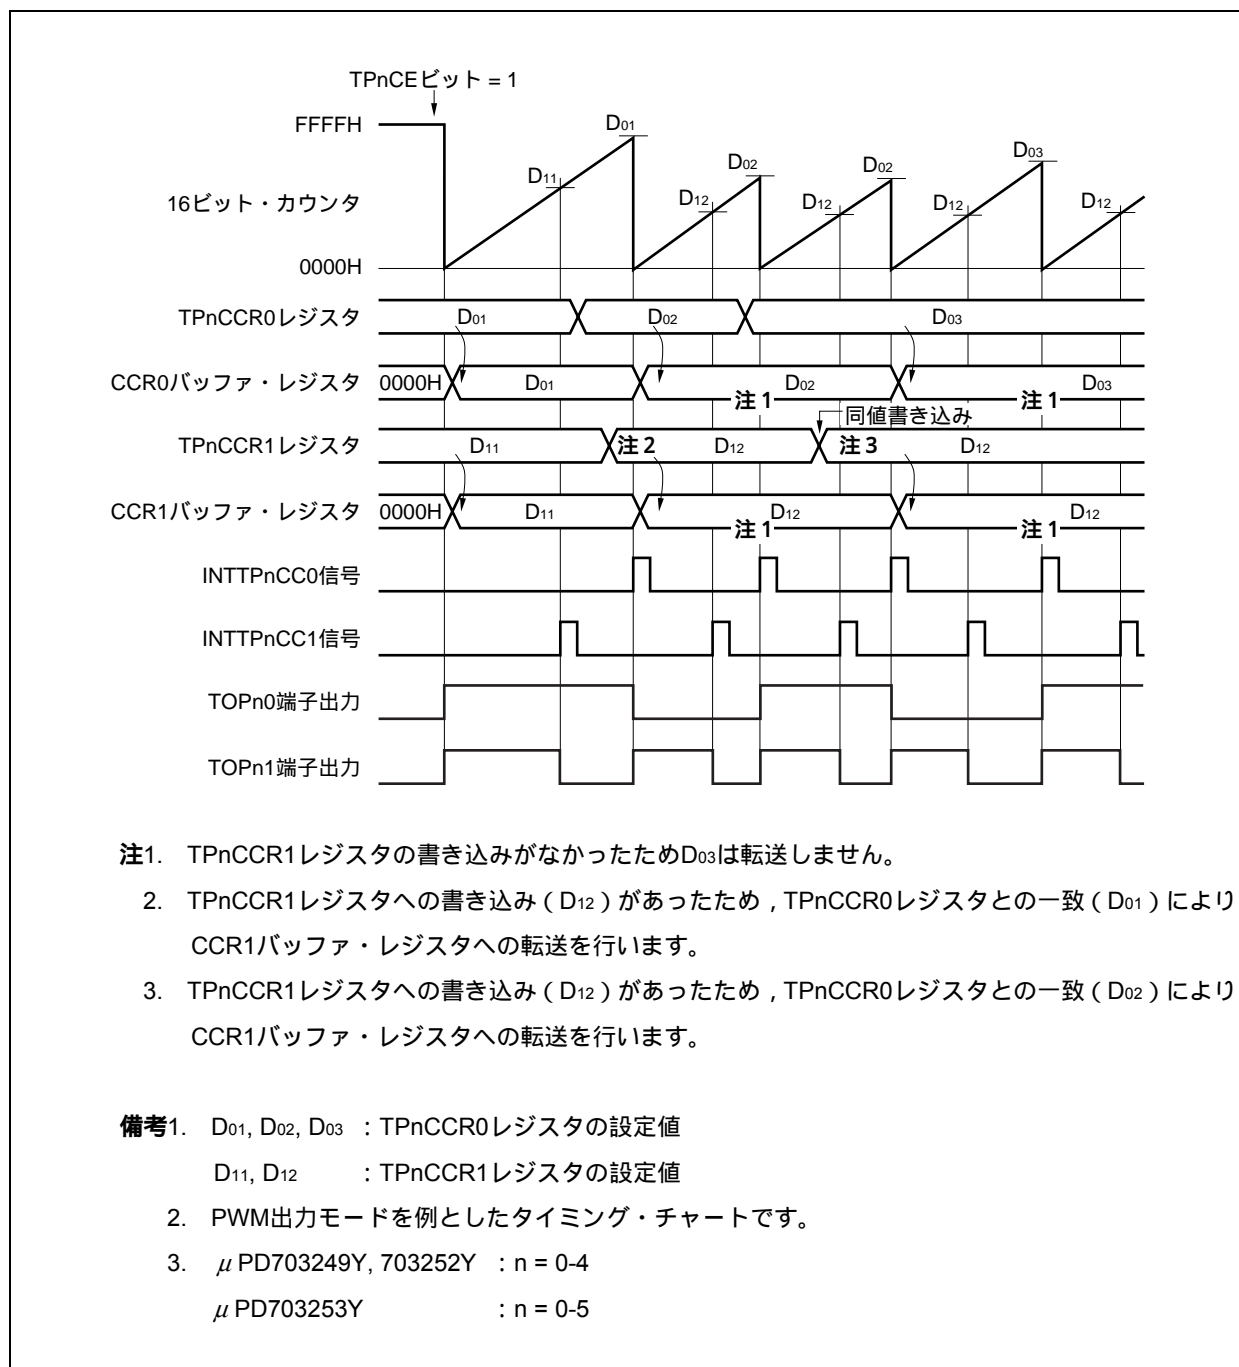 TPnCEビット = 1
FFFFH
16ビット・カウンタ
0000H
D11
D01
D12
D02
D12
D02
D12
D03
D12
TPnCCR0レジスタ
D01
D02
D03
CCR0バッファ・レジスタ
0000H
D01
D02
注1
D03
注1
同値書き込み
TPnCCR1レジスタ
D11
注2
D12
注3
D12
CCR1バッファ・レジスタ
0000H
D11
D12
注1
D12
注1
INTTPnCC0信号
INTTPnCC1信号
TOPn0端子出力
TOPn1端子出力
注1. TPnCCR1レジスタの書き込みがなかったためD03は転送しません。
2. TPnCCR1レジスタへの書き込み(D12)があったため,TPnCCR0レジスタとの一致(D01)により
CCR1バッファ・レジスタへの転送を行います。
3. TPnCCR1レジスタへの書き込み(D12)があったため,TPnCCR0レジスタとの一致(D02)により
CCR1バッファ・レジスタへの転送を行います。
備考1. D01, D02, D03 :TPnCCR0レジスタの設定値
D11, D12 :TPnCCR1レジスタの設定値
2. PWM出力モードを例としたタイミング・チャートです。
3. μPD703249Y, 703252Y :n = 0-4
μPD703253Y :n = 0-5